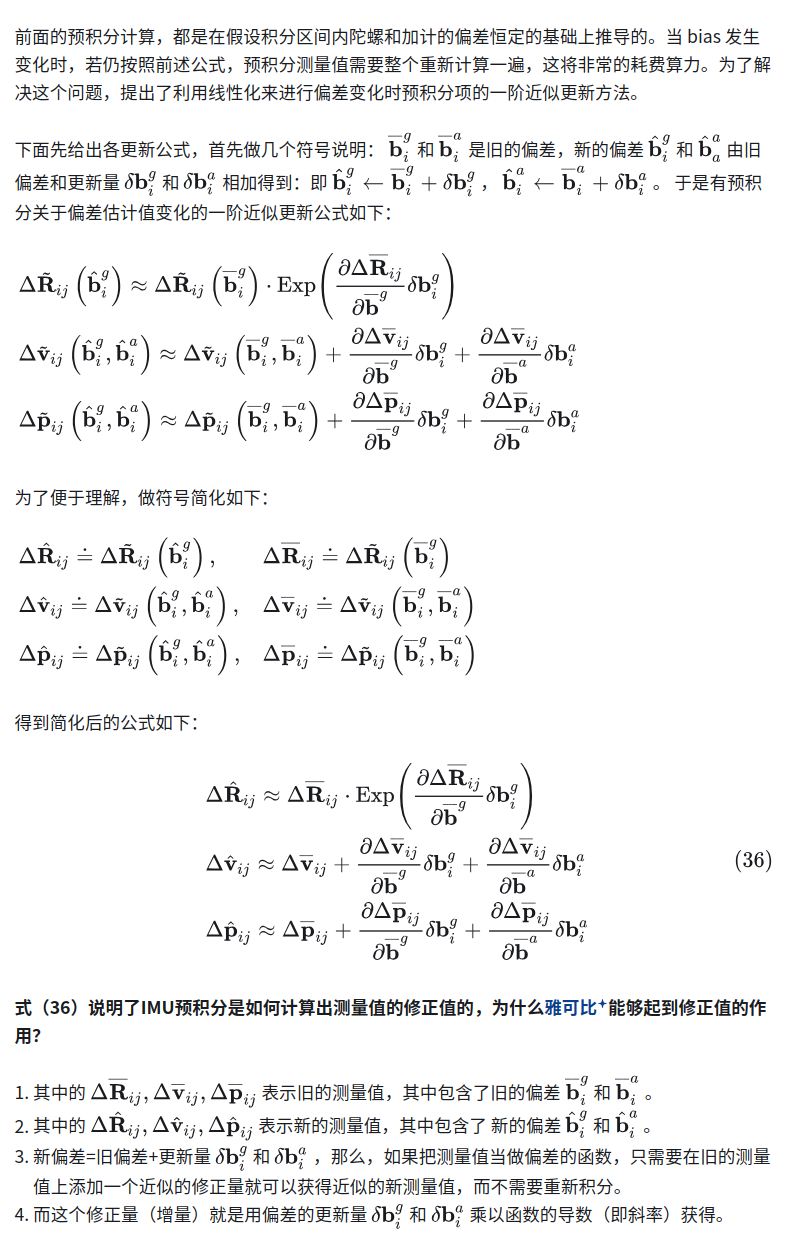 前面的预积分计算，都是在假设积分区间内陀螺和加计的偏差恒定的基础上推导的。当 bias 发生
变化时，若仍按照前述公式，预积分测量值需要整个重新计算一遍，这将非常的耗费算力。为了解
决这个问题，提出了利用线性化来进行偏差变化时预积分项的一阶近似更新方法。
下面先给出各更新公式，首先做几个符号说明： $\overline{\mathbf{b}}_i^g$ 和 $\overline{\mathbf{b}}_i^a$ 是旧的偏差，新的偏差 $\hat{\mathbf{b}}_i^g$ 和 $\hat{\mathbf{b}}_a^a$ 由旧
偏差和更新量 $\delta\mathbf{b}_i^g$ 和 $\delta\mathbf{b}_i^a$ 相加得到：即 $\hat{\mathbf{b}}_i^g \leftarrow \overline{\mathbf{b}}_i^g + \delta\mathbf{b}_i^g$ ， $\hat{\mathbf{b}}_i^a \leftarrow \overline{\mathbf{b}}_i^a + \delta\mathbf{b}_i^a$ 。 于是有预积
分关于偏差估计值变化的一阶近似更新公式如下：
$\Delta\tilde{\mathbf{R}}_{ij}\left(\hat{\mathbf{b}}_i^g\right) \approx \Delta\tilde{\mathbf{R}}_{ij}\left(\overline{\mathbf{b}}_i^g\right) \cdot \mathrm{Exp}\left(\frac{\partial\Delta\overline{\mathbf{R}}_{ij}}{\partial\overline{\mathbf{b}}^g}\delta\mathbf{b}_i^g\right)$
$\Delta\tilde{\mathbf{v}}_{ij}\left(\hat{\mathbf{b}}_i^g, \hat{\mathbf{b}}_i^a\right) \approx \Delta\tilde{\mathbf{v}}_{ij}\left(\overline{\mathbf{b}}_i^g, \overline{\mathbf{b}}_i^a\right) + \frac{\partial\Delta\overline{\mathbf{v}}_{ij}}{\partial\overline{\mathbf{b}}^g}\delta\mathbf{b}_i^g + \frac{\partial\Delta\overline{\mathbf{v}}_{ij}}{\partial\overline{\mathbf{b}}^a}\delta\mathbf{b}_i^a$
$\Delta\tilde{\mathbf{p}}_{ij}\left(\hat{\mathbf{b}}_i^g, \hat{\mathbf{b}}_i^a\right) \approx \Delta\tilde{\mathbf{p}}_{ij}\left(\overline{\mathbf{b}}_i^g, \overline{\mathbf{b}}_i^a\right) + \frac{\partial\Delta\overline{\mathbf{p}}_{ij}}{\partial\overline{\mathbf{b}}^g}\delta\mathbf{b}_i^g + \frac{\partial\Delta\overline{\mathbf{p}}_{ij}}{\partial\overline{\mathbf{b}}^a}\delta\mathbf{b}_i^a$
为了便于理解，做符号简化如下：
$\Delta\hat{\mathbf{R}}_{ij} \doteq \Delta\tilde{\mathbf{R}}_{ij}\left(\hat{\mathbf{b}}_i^g\right), \quad \Delta\overline{\mathbf{R}}_{ij} \doteq \Delta\tilde{\mathbf{R}}_{ij}\left(\overline{\mathbf{b}}_i^g\right)$
$\Delta\hat{\mathbf{v}}_{ij} \doteq \Delta\tilde{\mathbf{v}}_{ij}\left(\hat{\mathbf{b}}_i^g, \hat{\mathbf{b}}_i^a\right), \quad \Delta\overline{\mathbf{v}}_{ij} \doteq \Delta\tilde{\mathbf{v}}_{ij}\left(\overline{\mathbf{b}}_i^g, \overline{\mathbf{b}}_i^a\right)$
$\Delta\hat{\mathbf{p}}_{ij} \doteq \Delta\tilde{\mathbf{p}}_{ij}\left(\hat{\mathbf{b}}_i^g, \hat{\mathbf{b}}_i^a\right), \quad \Delta\overline{\mathbf{p}}_{ij} \doteq \Delta\tilde{\mathbf{p}}_{ij}\left(\overline{\mathbf{b}}_i^g, \overline{\mathbf{b}}_i^a\right)$
得到简化后的公式如下：
$\Delta\hat{\mathbf{R}}_{ij} \approx \Delta\overline{\mathbf{R}}_{ij} \cdot \mathrm{Exp}\left(\frac{\partial\Delta\overline{\mathbf{R}}_{ij}}{\partial\overline{\mathbf{b}}^g}\delta\mathbf{b}_i^g\right)$
$\Delta\hat{\mathbf{v}}_{ij} \approx \Delta\overline{\mathbf{v}}_{ij} + \frac{\partial\Delta\overline{\mathbf{v}}_{ij}}{\partial\overline{\mathbf{b}}^g}\delta\mathbf{b}_i^g + \frac{\partial\Delta\overline{\mathbf{v}}_{ij}}{\partial\overline{\mathbf{b}}^a}\delta\mathbf{b}_i^a$ (36)
$\Delta\hat{\mathbf{p}}_{ij} \approx \Delta\overline{\mathbf{p}}_{ij} + \frac{\partial\Delta\overline{\mathbf{p}}_{ij}}{\partial\overline{\mathbf{b}}^g}\delta\mathbf{b}_i^g + \frac{\partial\Delta\overline{\mathbf{p}}_{ij}}{\partial\overline{\mathbf{b}}^a}\delta\mathbf{b}_i^a$
式（36）说明了IMU预积分是如何计算出测量值的修正值的，为什么雅可比能够起到修正值的作
用？
1. 其中的 $\Delta\overline{\mathbf{R}}_{ij}, \Delta\overline{\mathbf{v}}_{ij}, \Delta\overline{\mathbf{p}}_{ij}$ 表示旧的测量值，其中包含了旧的偏差 $\overline{\mathbf{b}}_i^g$ 和 $\overline{\mathbf{b}}_i^a$ 。
2. 其中的 $\Delta\hat{\mathbf{R}}_{ij}, \Delta\hat{\mathbf{v}}_{ij}, \Delta\hat{\mathbf{p}}_{ij}$ 表示新的测量值，其中包含了 新的偏差 $\hat{\mathbf{b}}_i^g$ 和 $\hat{\mathbf{b}}_i^a$ 。
3. 新偏差=旧偏差+更新量 $\delta\mathbf{b}_i^g$ 和 $\delta\mathbf{b}_i^a$ ，那么，如果把测量值当做偏差的函数，只需要在旧的测量
值上添加一个近似的修正量就可以获得近似的新测量值，而不需要重新积分。
4. 而这个修正量（增量）就是用偏差的更新量 $\delta\mathbf{b}_i^g$ 和 $\delta\mathbf{b}_i^a$ 乘以函数的导数（即斜率）获得。